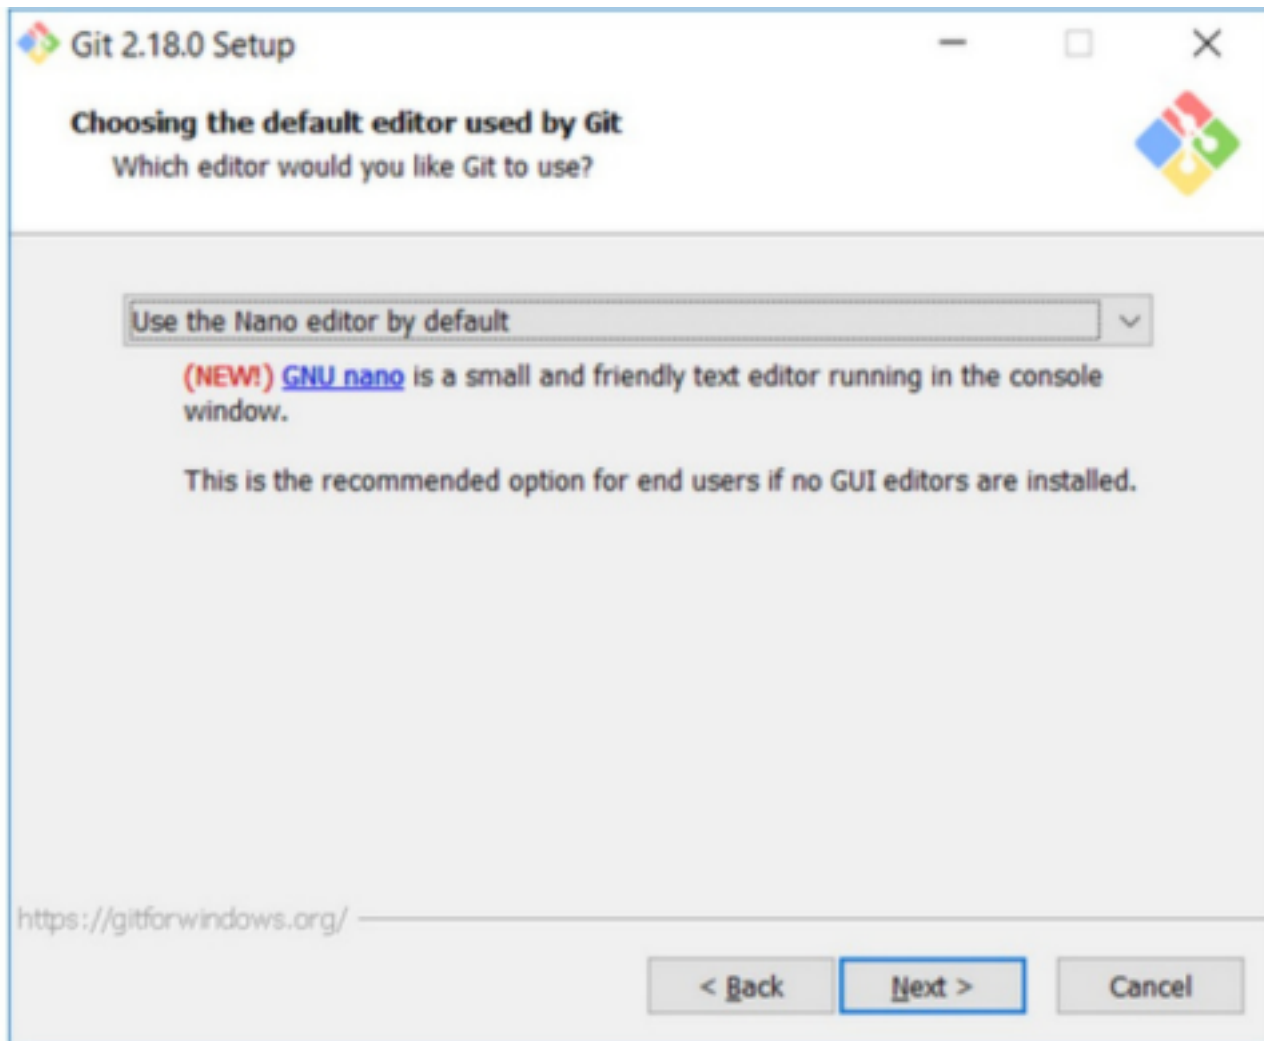 Git 2.18.0 Setup
Choosing the default editor used by Git
Which editor would you like Git to use?
Use the Nano editor by default
(NEW!) GNU nano is a small and friendly text editor running in the console
window.
This is the recommended option for end users if no GUI editors are installed.
https://gitforwindows.org/
< Back
Next >
Cancel